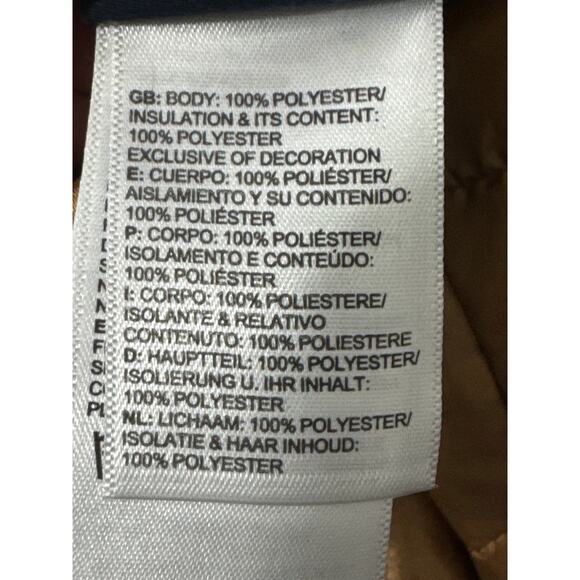 GB: BODY: 100% POLYESTER/
INSULATION & ITS CONTENT:
100% POLYESTER
EXCLUSIVE OF DECORATION
E: CUERPO: 100% POLIÉSTER/
AISLAMIENTO Y SU CONTENIDO:
100% POLIÉSTER
P: CORPO: 100% POLIÉSTER/
ISOLAMENTO E CONTEÚDO:
100% POLIÉSTER
I: CORPO: 100% POLIESTERE/
ISOLANTE & RELATIVO
CONTENUTO: 100% POLIESTERE
D: HAUPTTEIL: 100% POLYESTER/
ISOLIERUNG U. IHR INHALT:
100% POLYESTER
NL: LICHAAM: 100% POLYESTER/
ISOLATIE & HAAR INHOUD:
100% POLYESTER